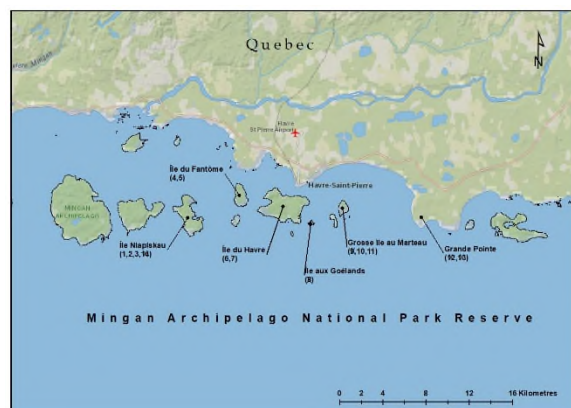 Quebec
N
Mingan
Havre
St Pierre Airport
Île du Fantôme
(4,5)
Havre-Saint-Pierre
MINGAN
ARCHIPELAGO
Île Niapiskau
(1,2,3,14)
Île du Havre
(6,7)
Grosse Ile au Marteau
(9,10,11)
Grande Pointe
(12,13)
Île aux Goélands
(8)
Mingan Archipelago National Park Reserve
0 2 4 8 12 16 Kilometres